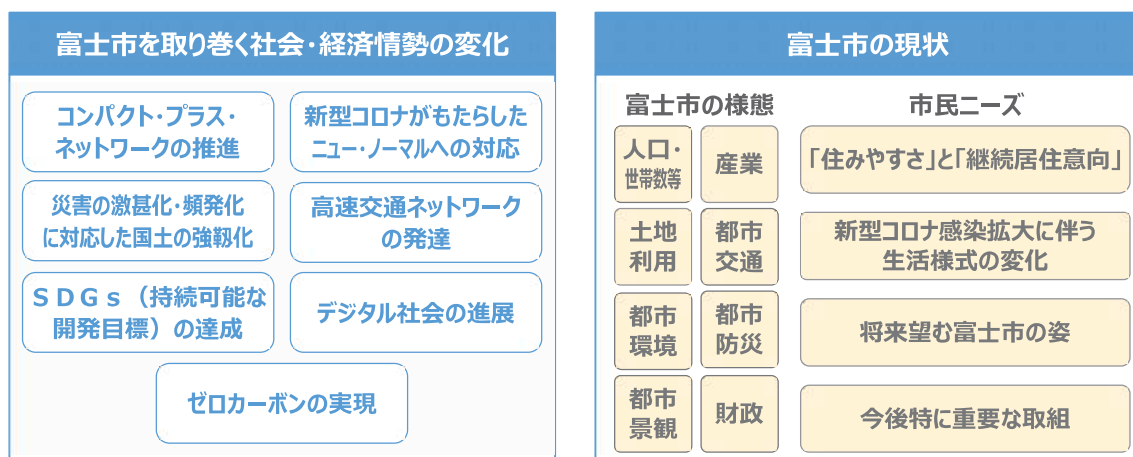 富士市を取り巻く社会・経済情勢の変化
コンパクト・プラス・
ネットワークの推進
新型コロナがもたらした
ニュー・ノーマルへの対応
災害の激甚化・頻発化
に対応した国土の強靱化
高速交通ネットワーク
の発達
SDGs（持続可能な
開発目標）の達成
デジタル社会の進展
ゼロカーボンの実現
富士市の現状
富士市の様態
人口・
世帯数等
産業
土地
利用
都市
交通
都市
環境
都市
防災
都市
景観
財政
市民ニーズ
「住みやすさ」と「継続居住意向」
新型コロナ感染拡大に伴う
生活様式の変化
将来望む富士市の姿
今後特に重要な取組